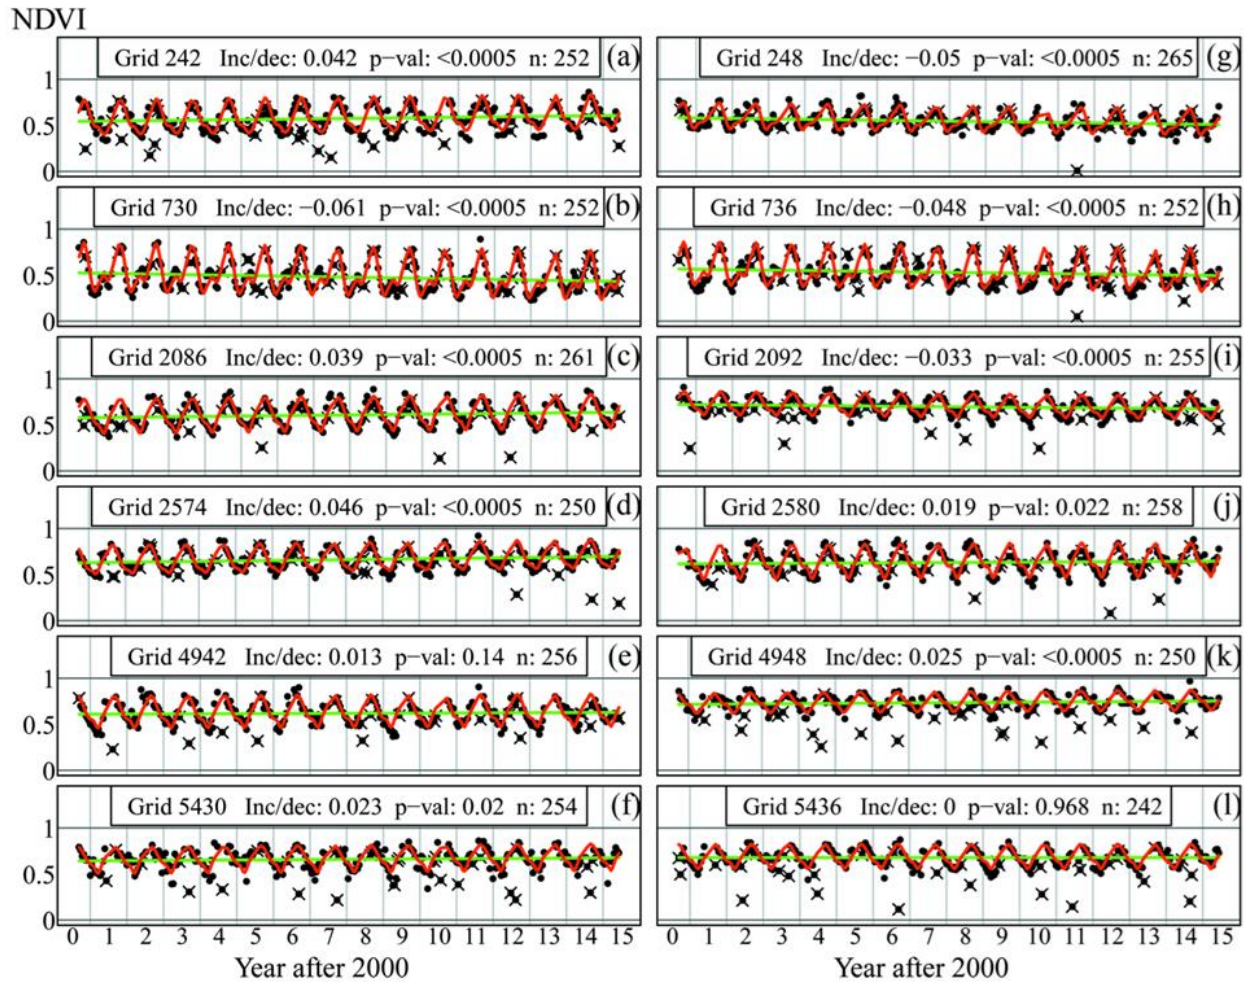 NDVI
Grid 242 Inc/dec: 0.042 p−val: <0.0005 n: 252 (a)
1
0.5
0
Grid 730 Inc/dec: −0.061 p−val: <0.0005 n: 252 (b)
1
0.5
0
Grid 2086 Inc/dec: 0.039 p−val: <0.0005 n: 261 (c)
1
0.5
0
Grid 2574 Inc/dec: 0.046 p−val: <0.0005 n: 250 (d)
1
0.5
0
Grid 4942 Inc/dec: 0.013 p−val: 0.14 n: 256 (e)
1
0.5
0
Grid 5430 Inc/dec: 0.023 p−val: 0.02 n: 254 (f)
1
0.5
0
0 1 2 3 4 5 6 7 8 9 10 11 12 13 14 15
Year after 2000
Grid 248 Inc/dec: −0.05 p−val: <0.0005 n: 265 (g)
Grid 736 Inc/dec: −0.048 p−val: <0.0005 n: 252 (h)
Grid 2092 Inc/dec: −0.033 p−val: <0.0005 n: 255 (i)
Grid 2580 Inc/dec: 0.019 p−val: 0.022 n: 258 (j)
Grid 4948 Inc/dec: 0.025 p−val: <0.0005 n: 250 (k)
Grid 5436 Inc/dec: 0 p−val: 0.968 n: 242 (l)
0 1 2 3 4 5 6 7 8 9 10 11 12 13 14 15
Year after 2000